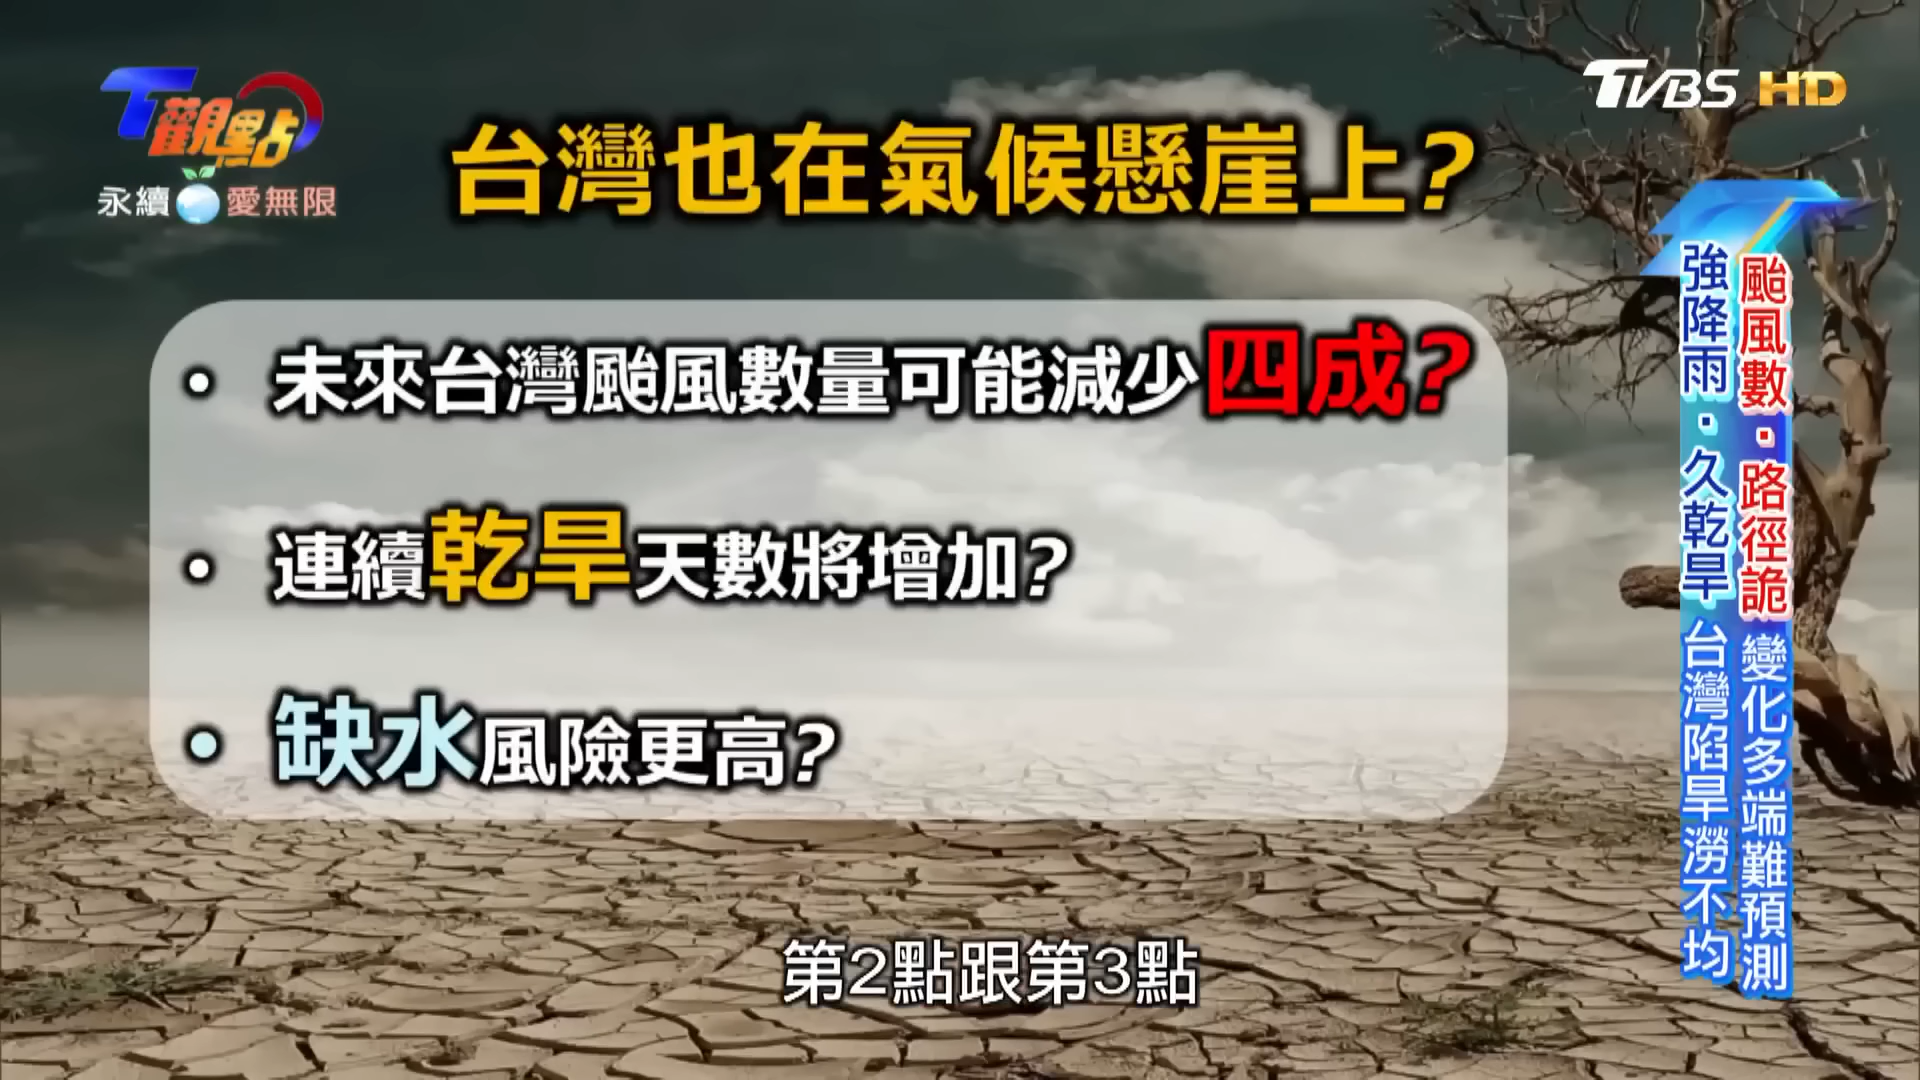 T觀點
永續愛無限
TVBS HD
台灣也在氣候懸崖上?
• 未來台灣颱風數量可能減少四成?
• 連續乾旱天數將增加?
• 缺水風險更高?
颱風數·路徑詭 變化多端難預測
強降雨·久乾旱 台灣陷旱澇不均
第2點跟第3點